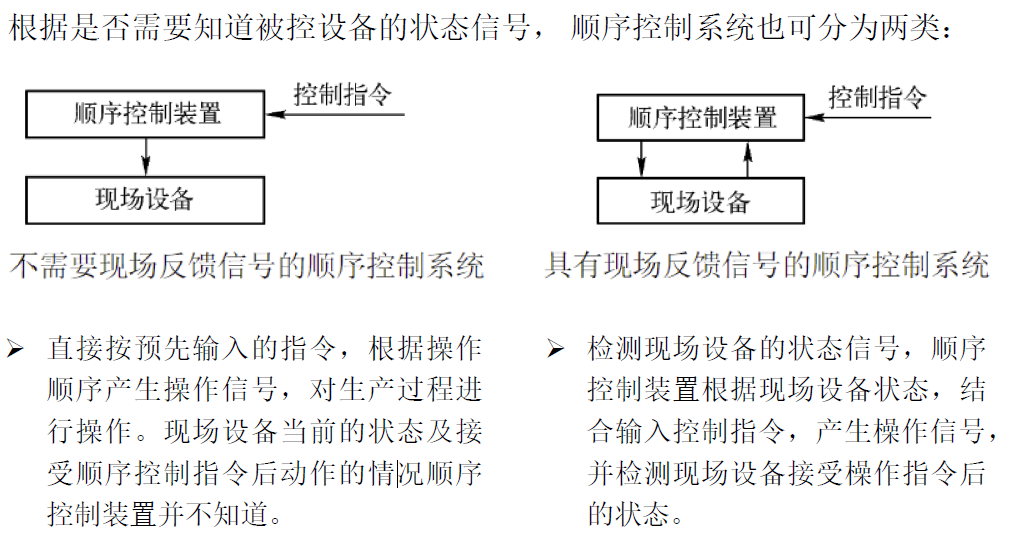 根据是否需要知道被控设备的状态信号， 顺序控制系统也可分为两类：
控制指令
顺序控制装置
现场设备
不需要现场反馈信号的顺序控制系统
控制指令
顺序控制装置
现场设备
具有现场反馈信号的顺序控制系统
➢ 直接按预先输入的指令，根据操作
顺序产生操作信号，对生产过程进
行操作。现场设备当前的状态及接
受顺序控制指令后动作的情况顺序
控制装置并不知道。
➢ 检测现场设备的状态信号，顺序
控制装置根据现场设备状态，结
合输入控制指令，产生操作信号，
并检测现场设备接受操作指令后
的状态。